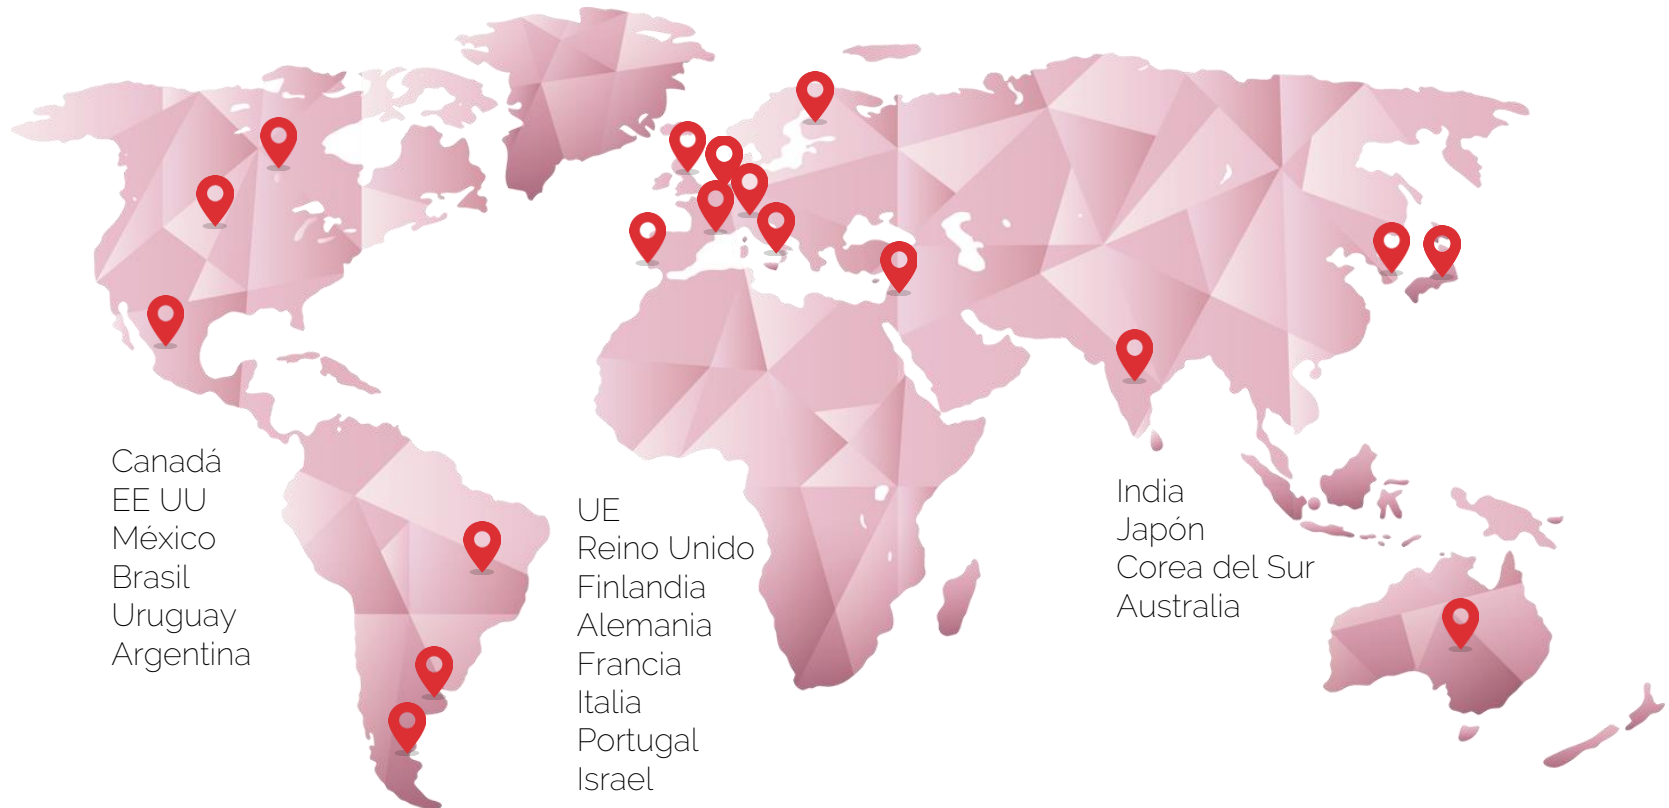 Canadá
EE UU
México
Brasil
Uruguay
Argentina
UE
Reino Unido
Finlandia
Alemania
Francia
Italia
Portugal
Israel
India
Japón
Corea del Sur
Australia